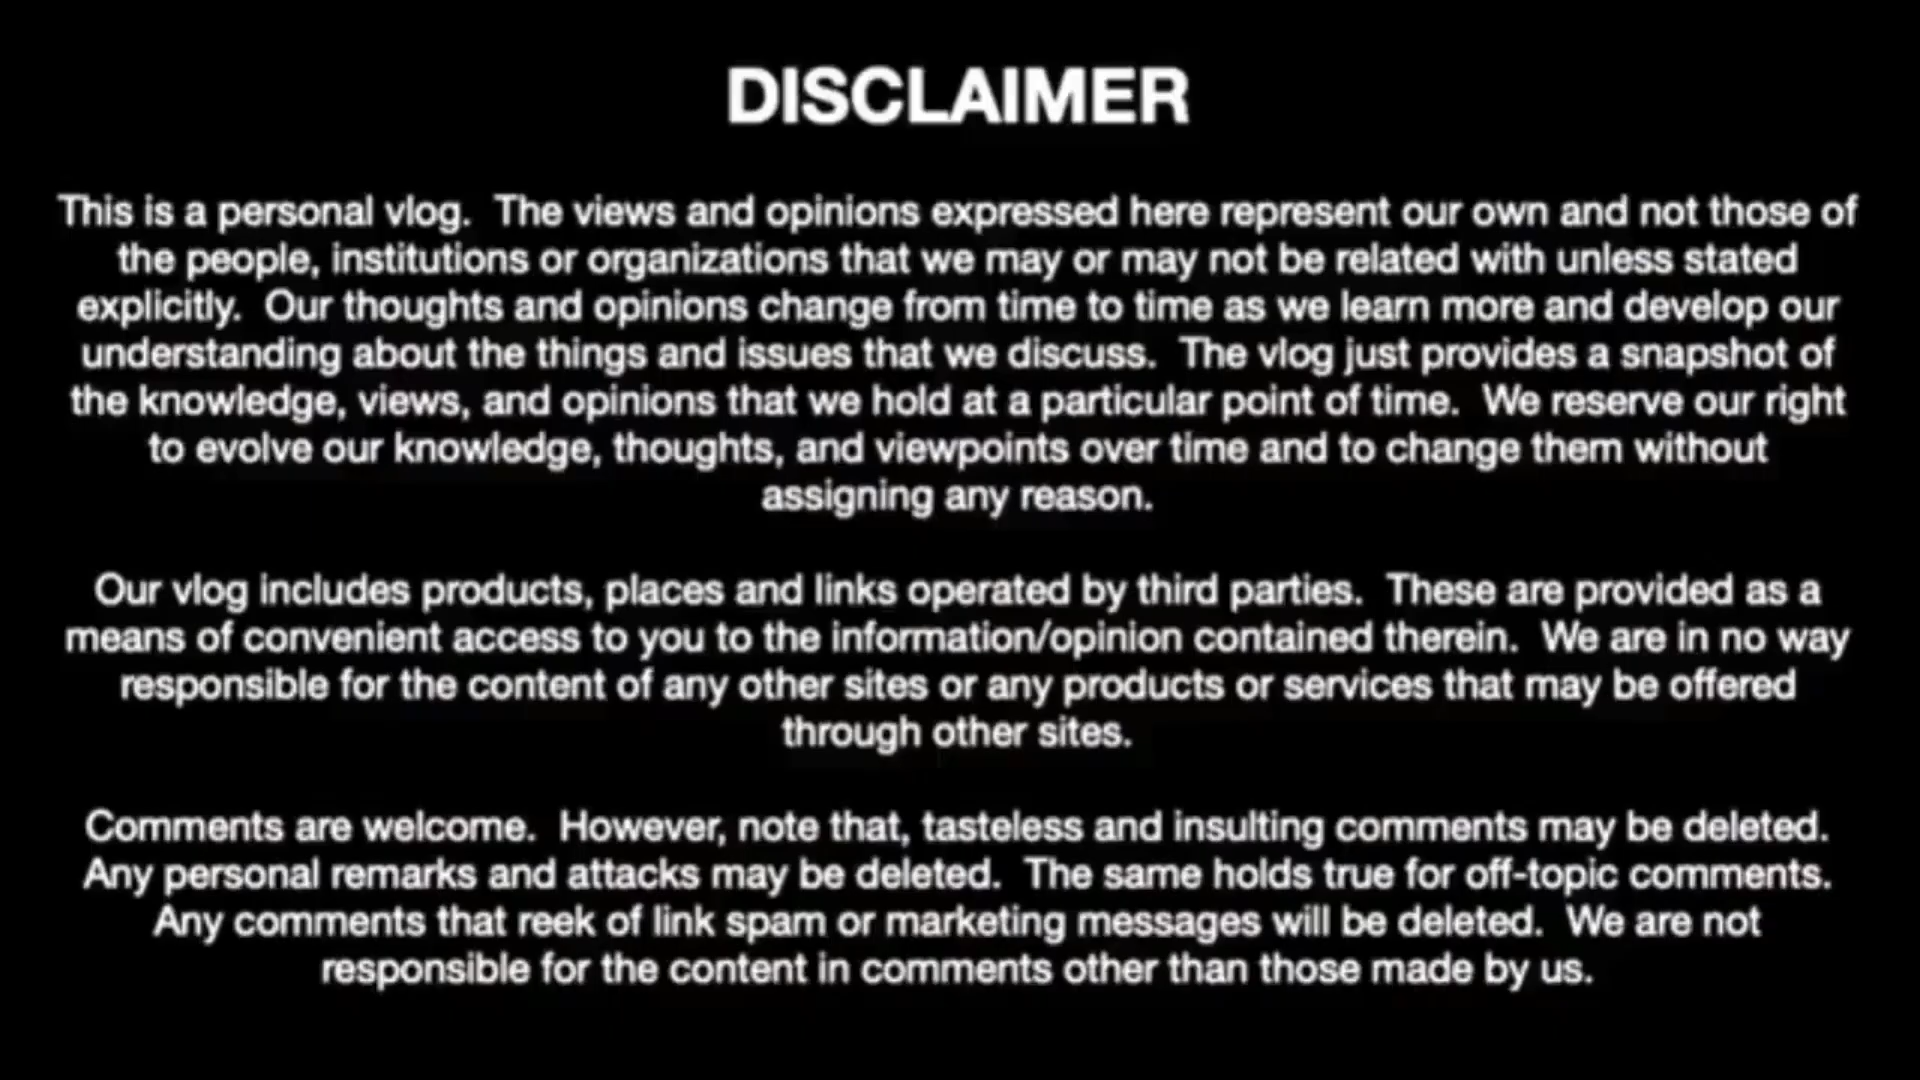 DISCLAIMER
This is a personal vlog.  The views and opinions expressed here represent our own and not those of
the people, institutions or organizations that we may or may not be related with unless stated
explicitly.  Our thoughts and opinions change from time to time as we learn more and develop our
understanding about the things and issues that we discuss.  The vlog just provides a snapshot of
the knowledge, views, and opinions that we hold at a particular point of time.  We reserve our right
to evolve our knowledge, thoughts, and viewpoints over time and to change them without
assigning any reason.
Our vlog includes products, places and links operated by third parties.  These are provided as a
means of convenient access to you to the information/opinion contained therein.  We are in no way
responsible for the content of any other sites or any products or services that may be offered
through other sites.
Comments are welcome.  However, note that, tasteless and insulting comments may be deleted.
Any personal remarks and attacks may be deleted.  The same holds true for off-topic comments.
Any comments that reek of link spam or marketing messages will be deleted.  We are not
responsible for the content in comments other than those made by us.